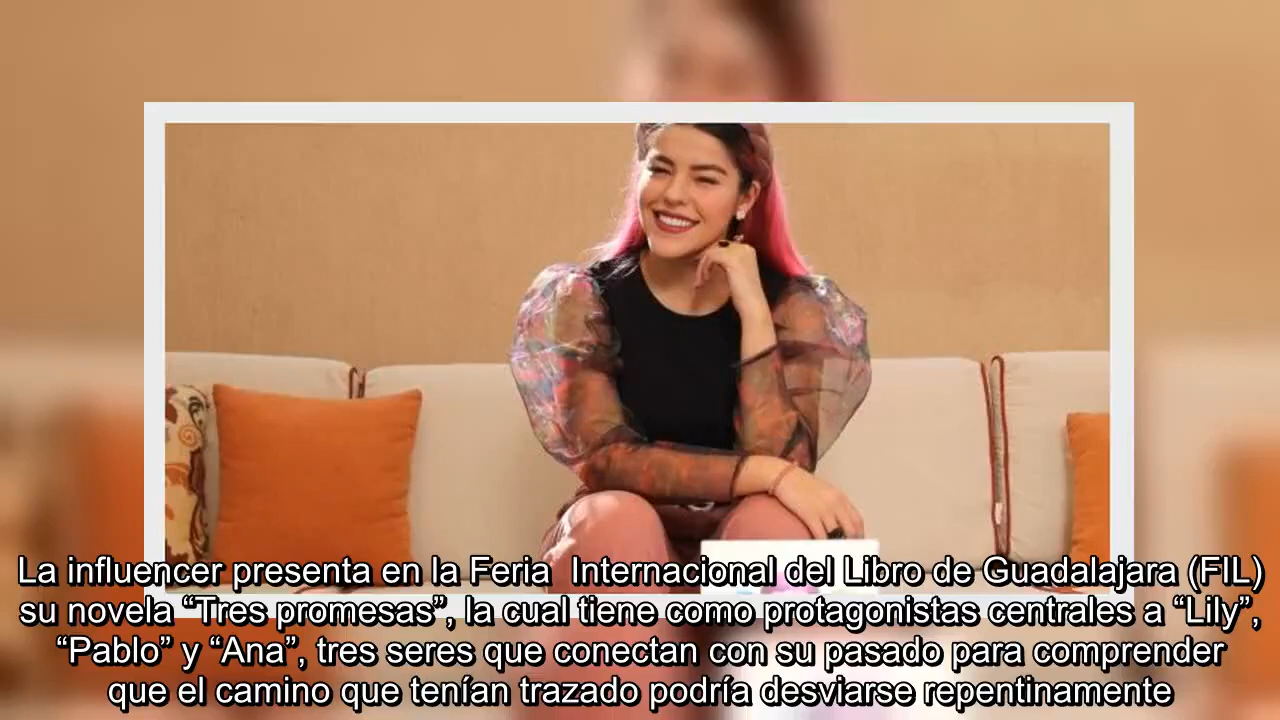 La influencer presenta en la Feria  Internacional del Libro de Guadalajara (FIL)
su novela “Tres promesas”, la cual tiene como protagonistas centrales a “Lily”,
“Pablo” y “Ana”, tres seres que conectan con su pasado para comprender
que el camino que tenían trazado podría desviarse repentinamente